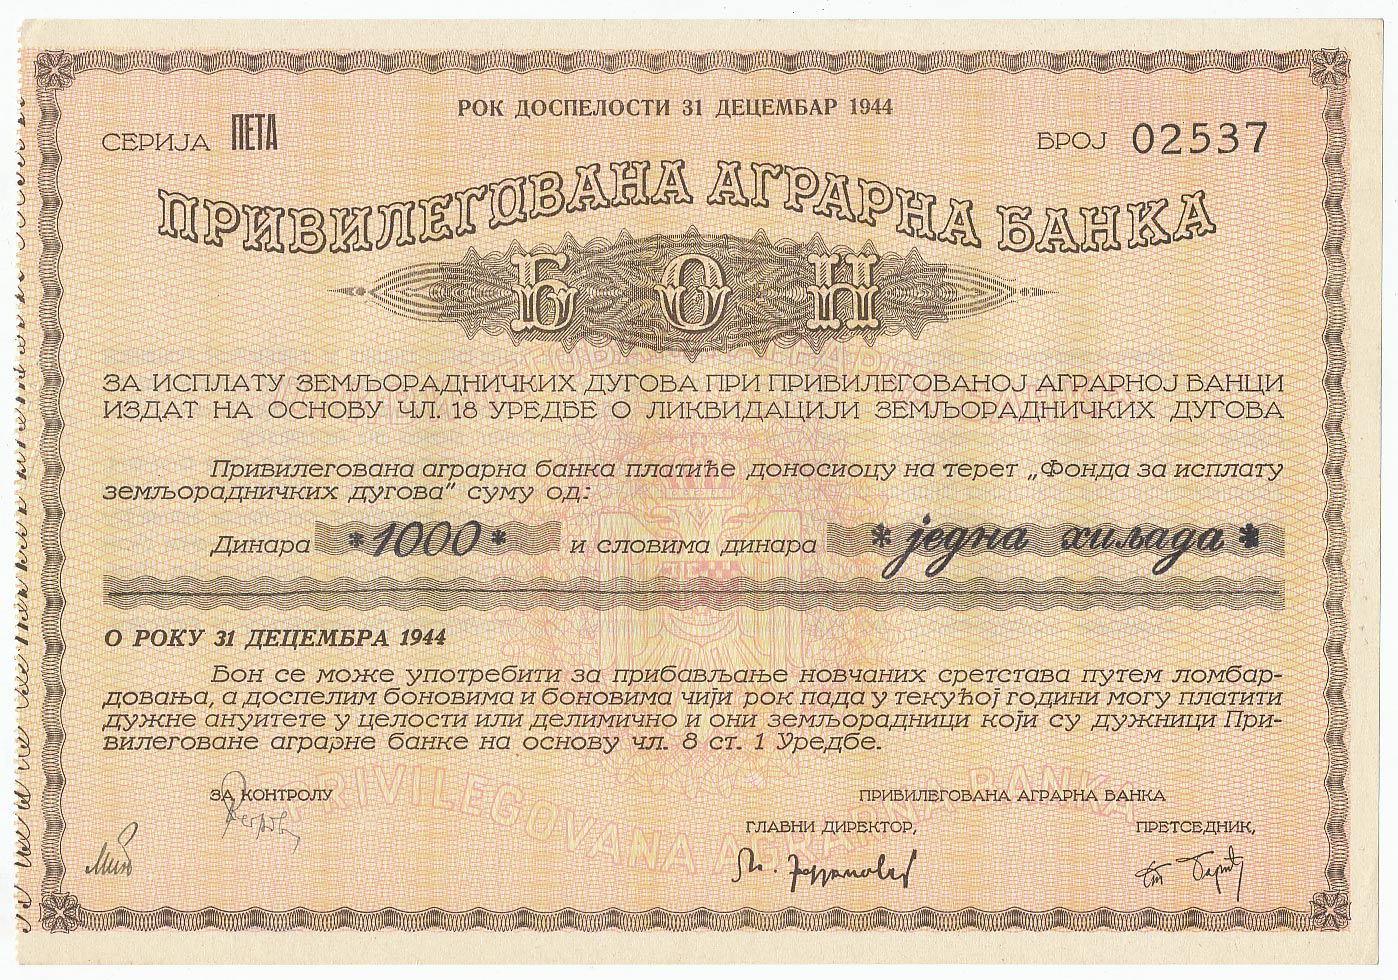 РОК ДОСПЕЛОСТИ 31 ДЕЦЕМБАР 1944
СЕРИЈА ПЕТА
БРОЈ 02537
ПРИВИЛЕГОВАНА АГРАРНА БАНКА
БОН
ЗА ИСПЛАТУ ЗЕМЉОРАДНИЧКИХ ДУГОВА ПРИ ПРИВИЛЕГОВАНОЈ АГРАРНОЈ БАНЦИ
ИЗДАТ НА ОСНОВУ ЧЛ. 18 УРЕДБЕ О ЛИКВИДАЦИЈИ ЗЕМЉОРАДНИЧКИХ ДУГОВА
Привилегована аграрна банка платиће доносиоцу на терет „Фонда за исплату
земљорадничких дугова" суму од:
Динара *1000* и словима динара * једна хиљада *
О РОКУ 31 ДЕЦЕМБРА 1944
Бон се може употребити за прибављање новчаних сретстава путем ломбар-
довања, а доспелим боновима и боновима чији рок пада у текућој години могу платити
дужне ануитете у целости или делимично и они земљорадници који су дужници При-
вилеговане аграрне банке на основу чл. 8 ст. 1 Уредбе.
PRIVILEGOVANA AGRARNA BANKA
ЗА КОНТРОЛУ
ПРИВИЛЕГОВАНА АГРАРНА БАНКА
ГЛАВНИ ДИРЕКТОР,
ПРЕТСЕДНИК,